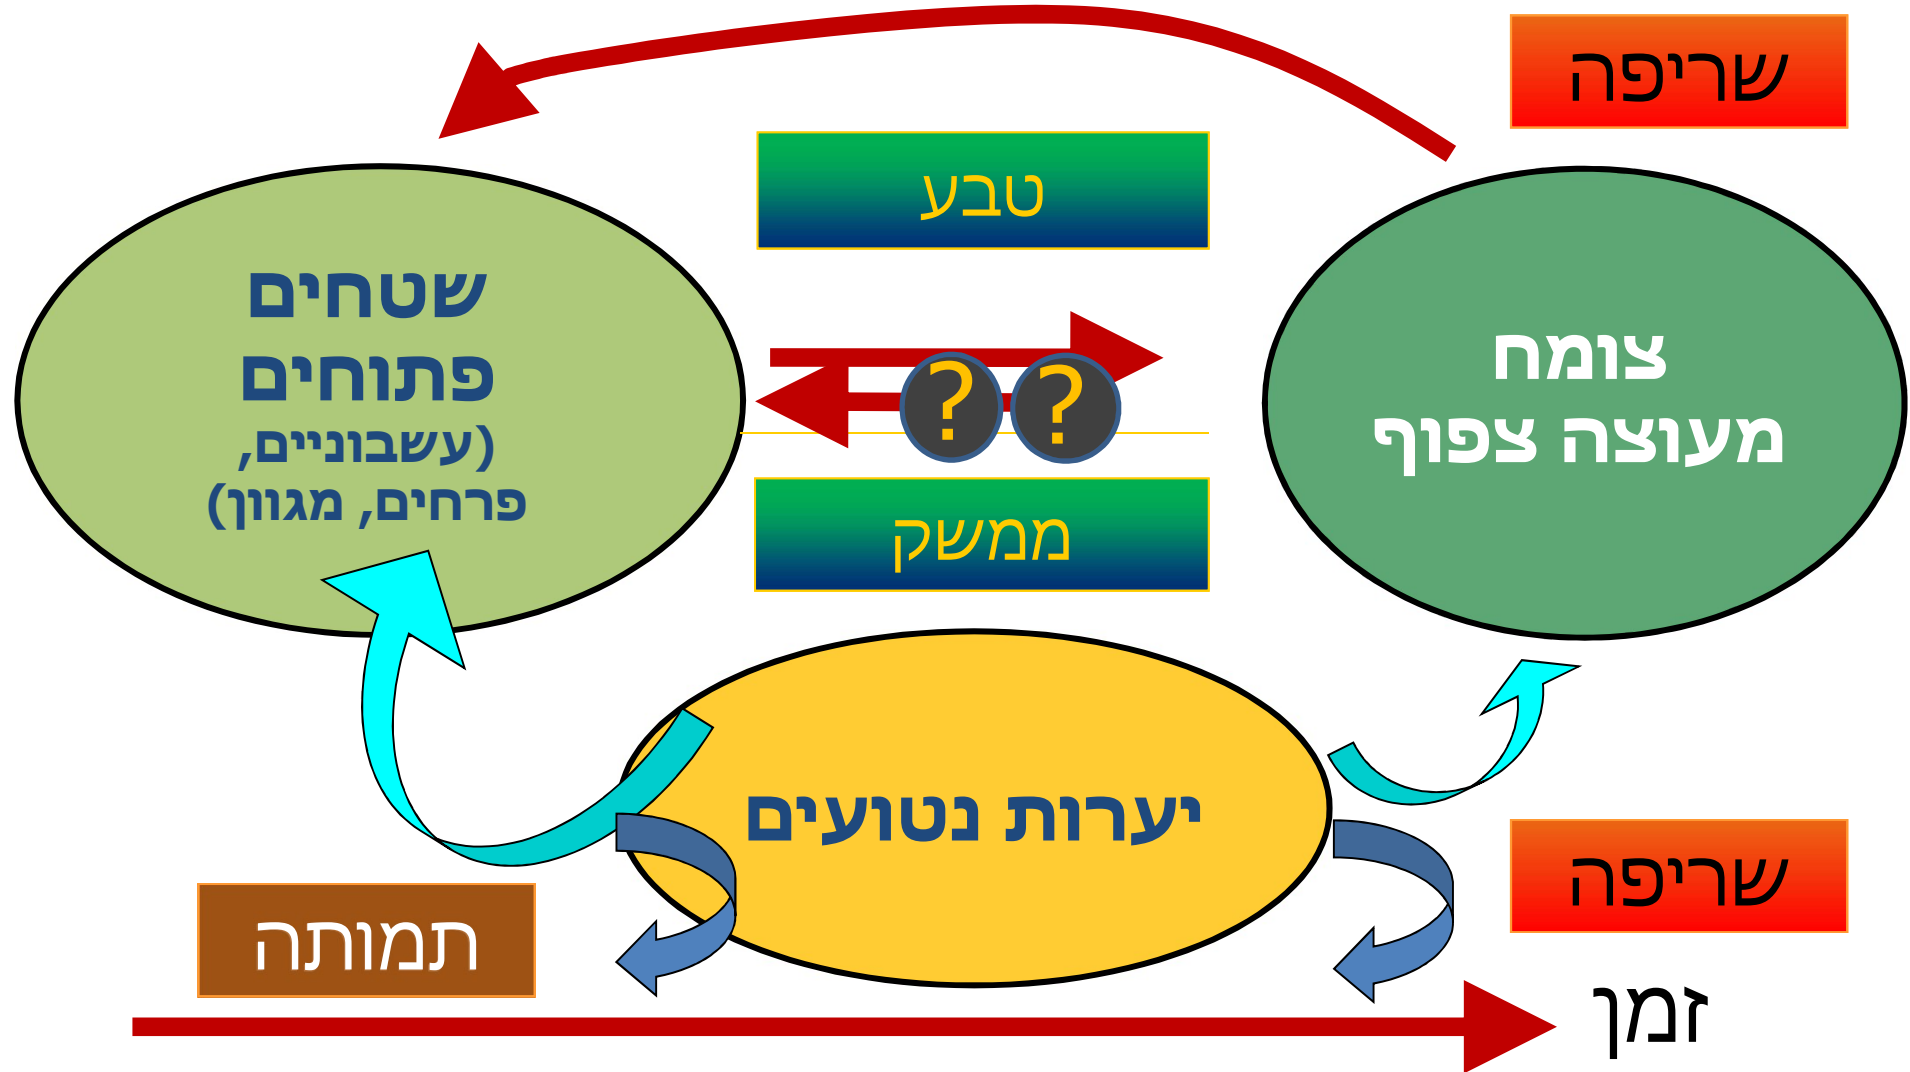 שריפה
טבע
שטחים
פתוחים
(עשבוניים,
פרחים, מגוון)
צומח
מעוצה צפוף
? ?
ממשק
יערות נטועים
שריפה
תמותה
זמן